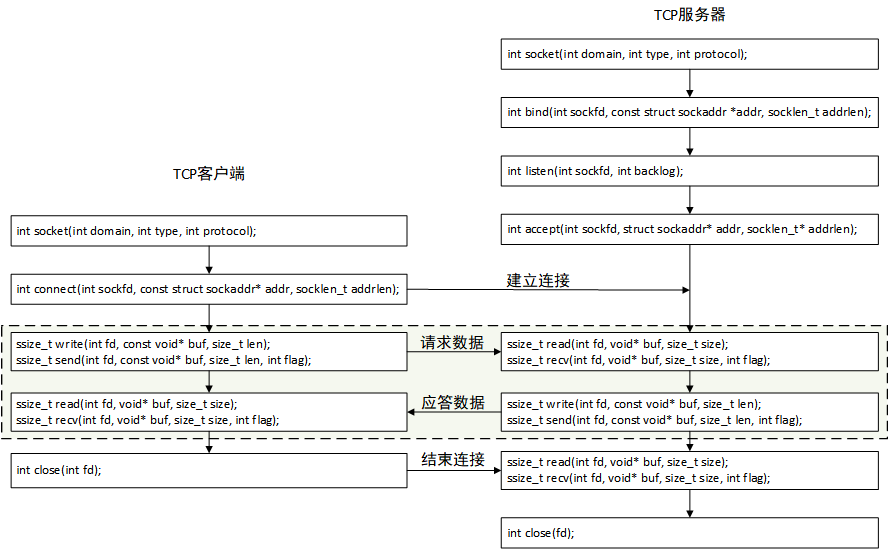 TCP服务器
int socket(int domain, int type, int protocol);
int bind(int sockfd, const struct sockaddr *addr, socklen_t addrlen);
int listen(int sockfd, int backlog);
TCP客户端
int accept(int sockfd, struct sockaddr* addr, socklen_t* addrlen);
int socket(int domain, int type, int protocol);
int connect(int sockfd, const struct sockaddr* addr, socklen_t addrlen);
建立连接
ssize_t write(int fd, const void* buf, size_t len);
ssize_t send(int fd, const void* buf, size_t len, int flag);
请求数据
ssize_t read(int fd, void* buf, size_t size);
ssize_t recv(int fd, void* buf, size_t size, int flag);
ssize_t read(int fd, void* buf, size_t size);
ssize_t recv(int fd, void* buf, size_t size, int flag);
应答数据
ssize_t write(int fd, const void* buf, size_t len);
ssize_t send(int fd, const void* buf, size_t len, int flag);
int close(int fd);
结束连接
ssize_t read(int fd, void* buf, size_t size);
ssize_t recv(int fd, void* buf, size_t size, int flag);
int close(fd);